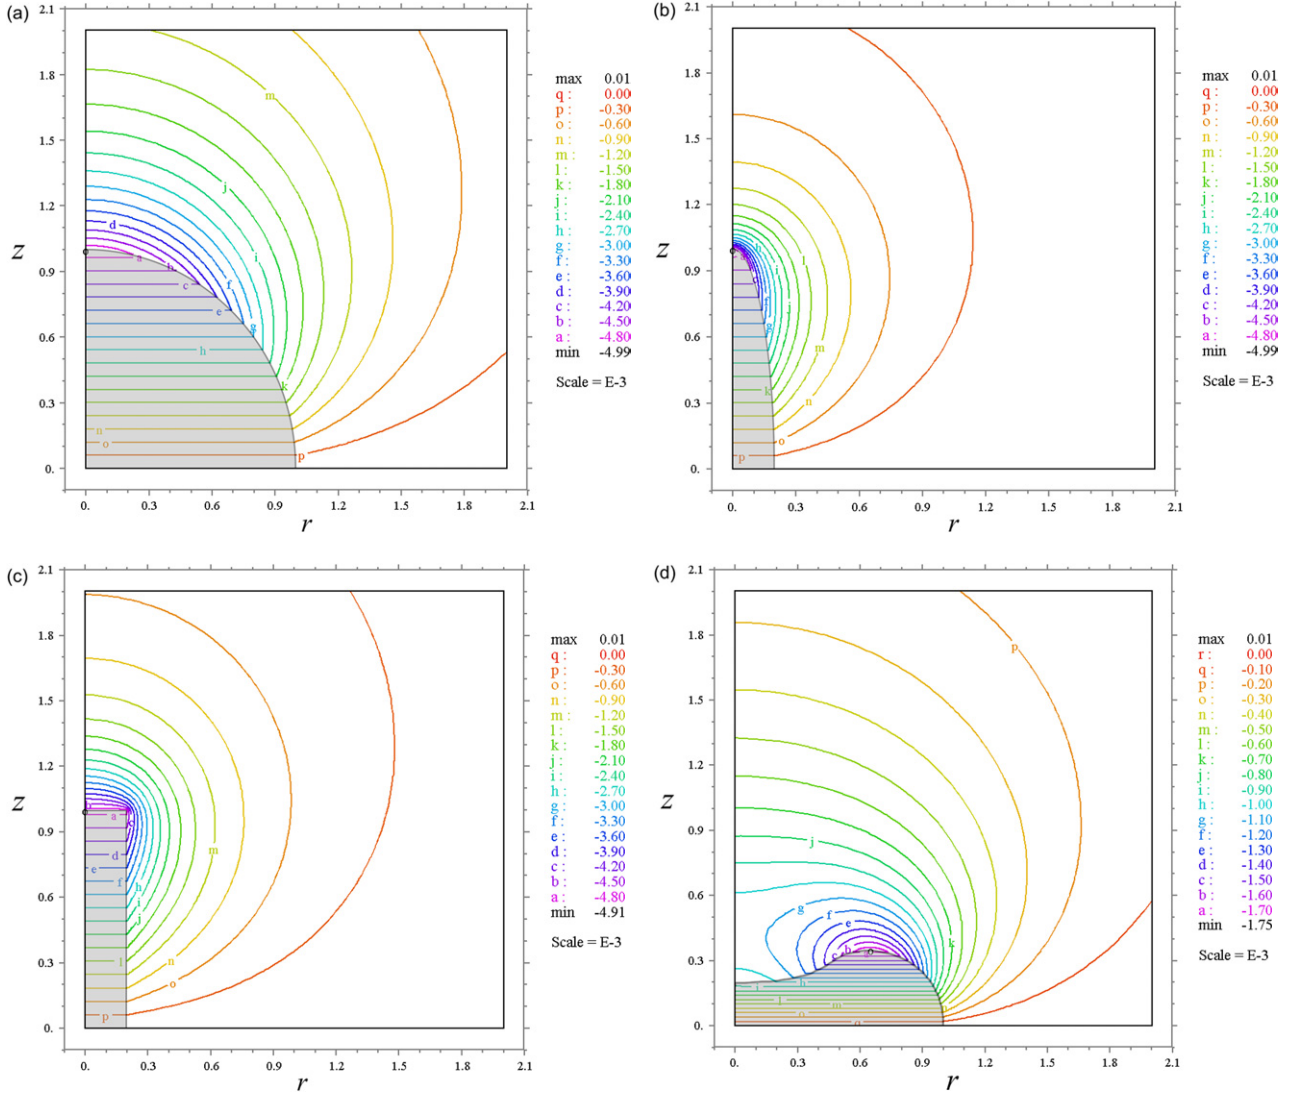 (a)
2.1
1.8
1.5
1.2
0.9
0.6
0.3
0.
z
0. 0.3 0.6 0.9 1.2 1.5 1.8 2.1
r
m
j
d
i
a
b
c
f
e
g
h
k
n
o
p
max 0.01
q : 0.00
p : -0.30
o : -0.60
n : -0.90
m : -1.20
l : -1.50
k : -1.80
j : -2.10
i : -2.40
h : -2.70
g : -3.00
f : -3.30
e : -3.60
d : -3.90
c : -4.20
b : -4.50
a : -4.80
min -4.99
Scale = E-3
(b)
2.1
1.8
1.5
1.2
0.9
0.6
0.3
0.
z
0. 0.3 0.6 0.9 1.2 1.5 1.8 2.1
r
h
l
i
g
m
k
n
o
p
max 0.01
q : 0.00
p : -0.30
o : -0.60
n : -0.90
m : -1.20
l : -1.50
k : -1.80
j : -2.10
i : -2.40
h : -2.70
g : -3.00
f : -3.30
e : -3.60
d : -3.90
c : -4.20
b : -4.50
a : -4.80
min -4.99
Scale = E-3
(c)
2.1
1.8
1.5
1.2
0.9
0.6
0.3
0.
z
0. 0.3 0.6 0.9 1.2 1.5 1.8 2.1
r
a
c
d
m
e
f
h
i
j
l
n
o
p
max 0.01
q : 0.00
p : -0.30
o : -0.60
n : -0.90
m : -1.20
l : -1.50
k : -1.80
j : -2.10
i : -2.40
h : -2.70
g : -3.00
f : -3.30
e : -3.60
d : -3.90
c : -4.20
b : -4.50
a : -4.80
min -4.91
Scale = E-3
(d)
2.1
1.8
1.5
1.2
0.9
0.6
0.3
0.
z
0. 0.3 0.6 0.9 1.2 1.5 1.8 2.1
r
p
j
g
f
e
k
b
c
h
i
l
m
n
o
max 0.01
r : 0.00
q : -0.10
p : -0.20
o : -0.30
n : -0.40
m : -0.50
l : -0.60
k : -0.70
j : -0.80
i : -0.90
h : -1.00
g : -1.10
f : -1.20
e : -1.30
d : -1.40
c : -1.50
b : -1.60
a : -1.70
min -1.75
Scale = E-3